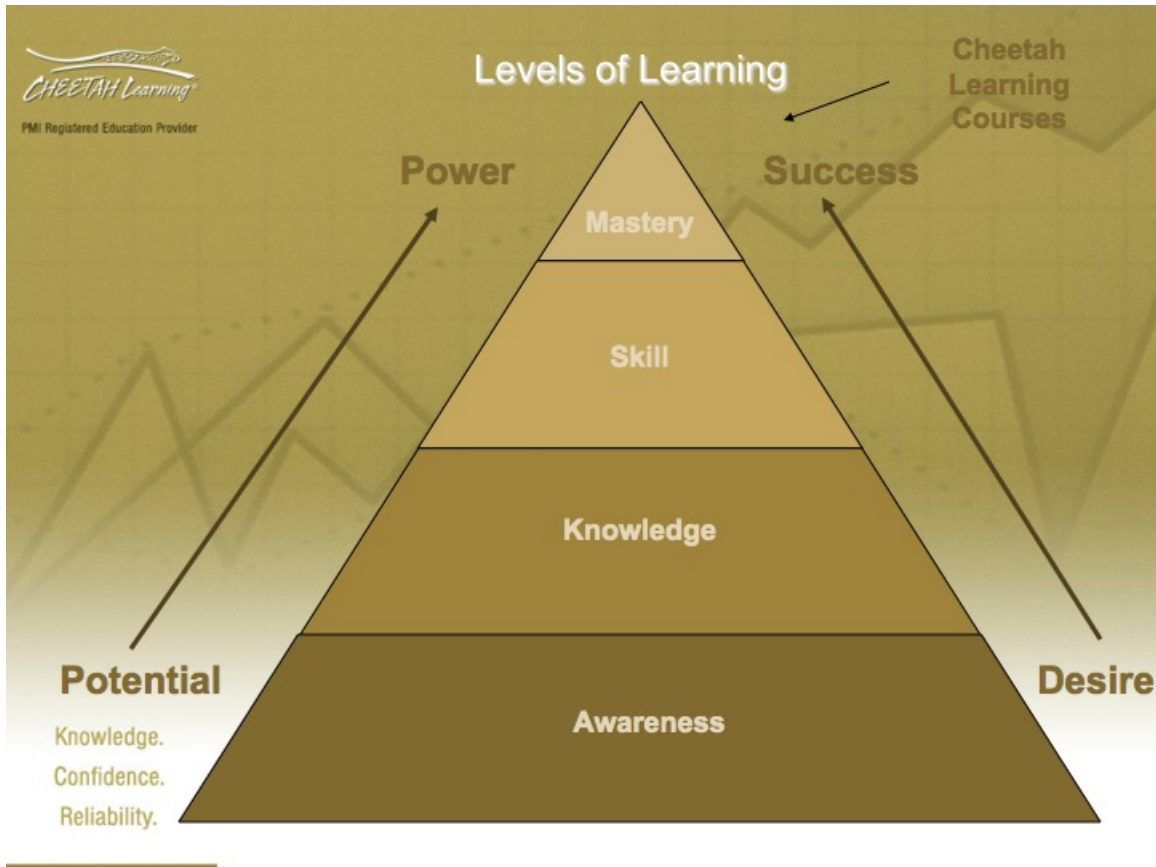 CHEETAH Learning®
PMI Registered Education Provider
Levels of Learning
Cheetah
Learning
Courses
Power
Success
Mastery
Skill
Knowledge
Potential
Desire
Awareness
Knowledge.
Confidence.
Reliability.